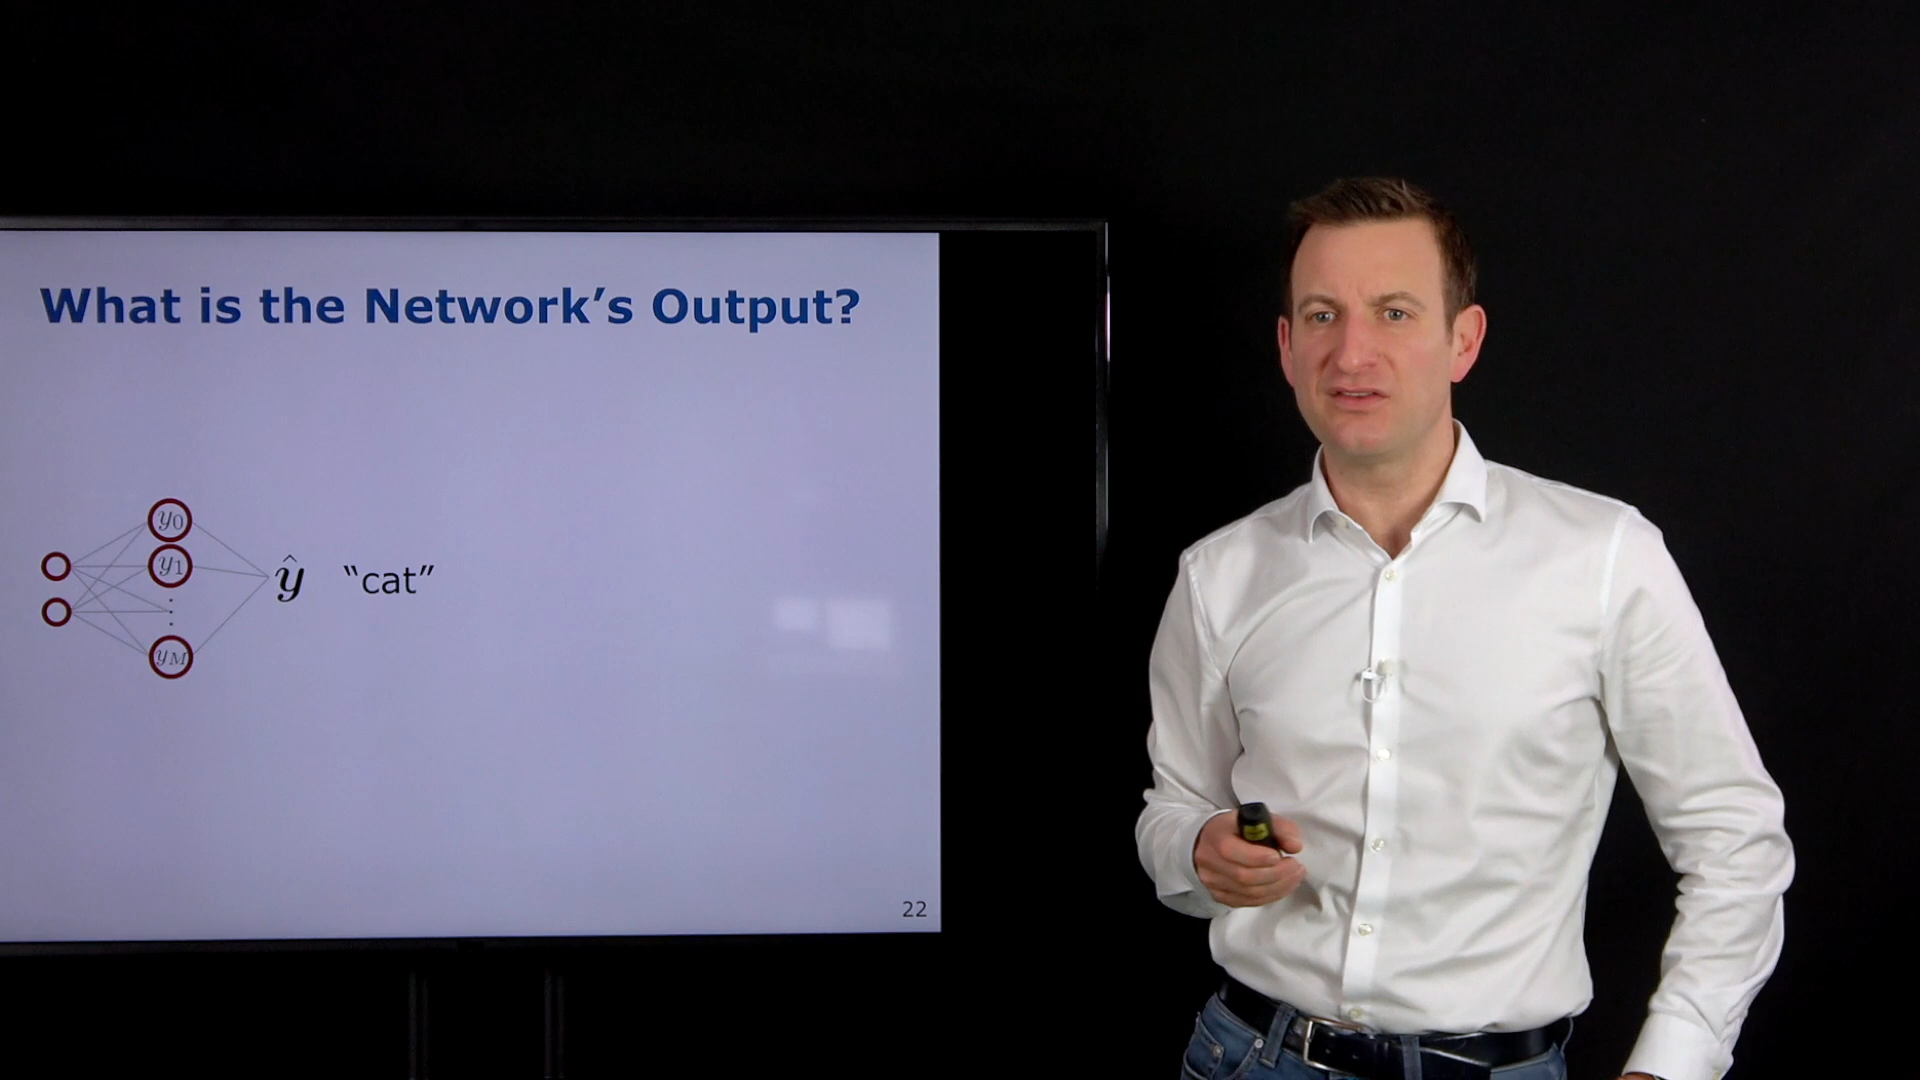 What is the Network’s Output?
y0
y1
ŷ “cat”
yM
22